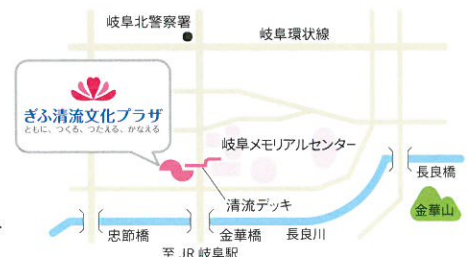 岐阜北警察署
岐阜環状線
ぎふ清流文化プラザ
ともに、つくる、つたえる、かなえる
岐阜メモリアルセンター
長良橋
清流デッキ
金華山
忠節橋
金華橋
長良川
至 JR 岐阜駅